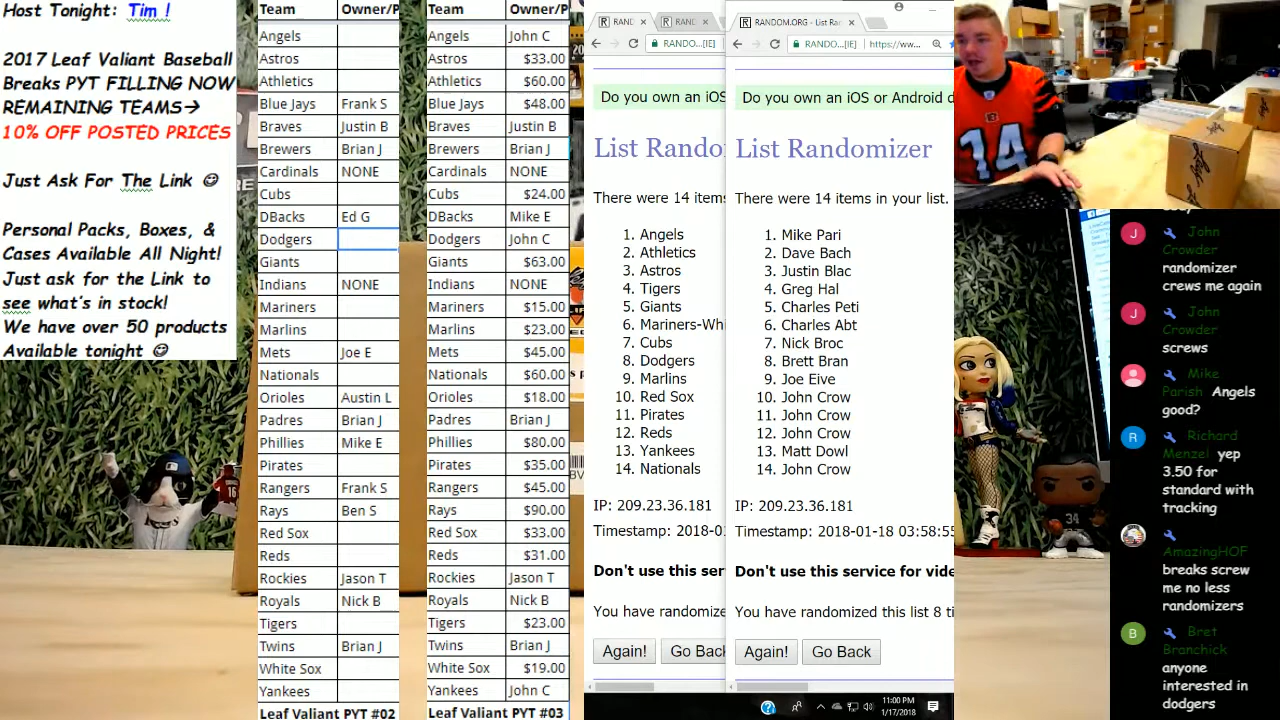 Host Tonight: Tim !
2017 Leaf Valiant Baseball
Breaks PYT FILLING NOW
REMAINING TEAMS→
10% OFF POSTED PRICES
Just Ask For The Link ☺
Personal Packs, Boxes, &
Cases Available All Night!
Just ask for the Link to
see what's in stock!
We have over 50 products
Available tonight ☺
Team Owner/P
Angels
Astros
Athletics
Blue Jays Frank S
Braves Justin B
Brewers Brian J
Cardinals NONE
Cubs
DBacks Ed G
Dodgers
Giants
Indians NONE
Mariners
Marlins
Mets Joe E
Nationals
Orioles Austin L
Padres Brian J
Phillies Mike E
Pirates
Rangers Frank S
Rays Ben S
Red Sox
Reds
Rockies Jason T
Royals Nick B
Tigers
Twins Brian J
White Sox
Yankees
Leaf Valiant PYT #02
Team Owner/P
Angels John C
Astros $33.00
Athletics $60.00
Blue Jays $48.00
Braves Justin B
Brewers Brian J
Cardinals NONE
Cubs $24.00
DBacks Mike E
Dodgers John C
Giants $63.00
Indians NONE
Mariners $15.00
Marlins $23.00
Mets $45.00
Nationals $60.00
Orioles $18.00
Padres Brian J
Phillies $80.00
Pirates $35.00
Rangers $45.00
Rays $90.00
Red Sox $33.00
Reds $31.00
Rockies Jason T
Royals Nick B
Tigers $23.00
Twins Brian J
White Sox $19.00
Yankees John C
Leaf Valiant PYT #03
RAND
RAND
RANDO...[IE]
Do you own an iOS
List Rando
There were 14 items
1. Angels
2. Athletics
3. Astros
4. Tigers
5. Giants
6. Mariners-Whi
7. Cubs
8. Dodgers
9. Marlins
10. Red Sox
11. Pirates
12. Reds
13. Yankees
14. Nationals
IP: 209.23.36.181
Timestamp: 2018-01
Don't use this ser
You have randomize
Again! Go Back
RANDOM.ORG - List Ra
RANDO...[IE] https://ww
Do you own an iOS or Android d
List Randomizer
There were 14 items in your list.
1. Mike Pari
2. Dave Bach
3. Justin Blac
4. Greg Hal
5. Charles Peti
6. Charles Abt
7. Nick Broc
8. Brett Bran
9. Joe Eive
10. John Crow
11. John Crow
12. John Crow
13. Matt Dowl
14. John Crow
IP: 209.23.36.181
Timestamp: 2018-01-18 03:58:55
Don't use this service for vide
You have randomized this list 8 ti
Again! Go Back
11:00 PM
1/17/2018
14
Leaf
16
34
J John
Crowder
randomizer
crews me again
J John
Crowder
screws
Mike
Parish Angels
good?
R Richard
Menzel yep
3.50 for
standard with
tracking
AmazingHOF
breaks screw
me no less
randomizers
B Bret
Branchick
anyone
interested in
dodgers